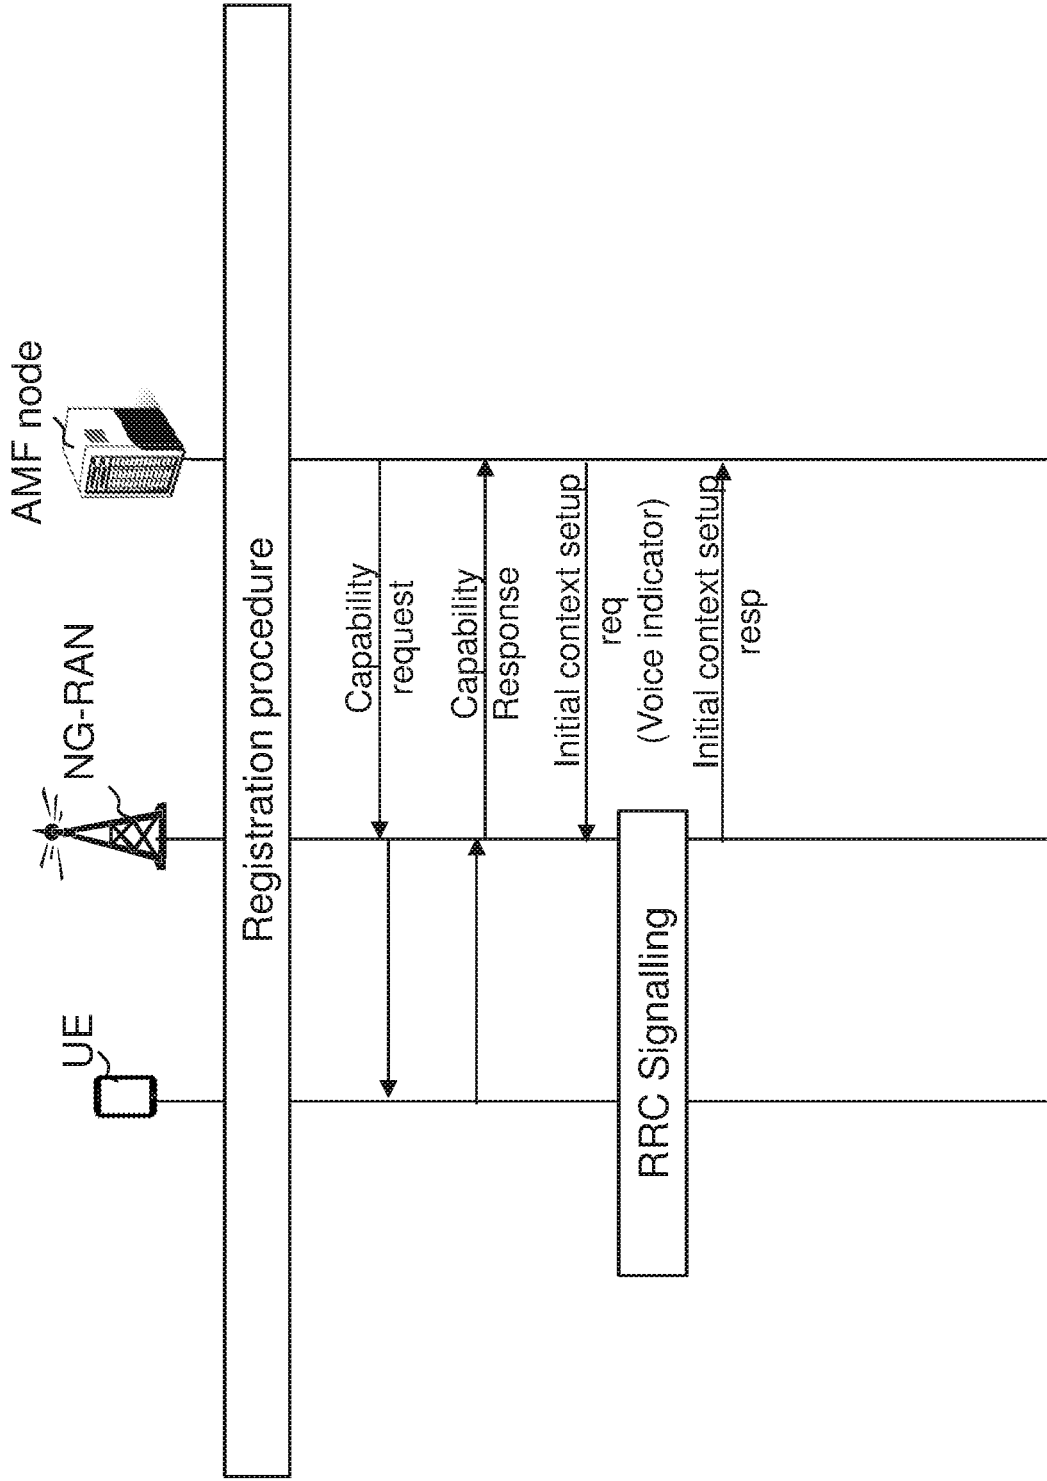 UE
NG-RAN
AMF node
Registration procedure
Capability
request
Capability
Response
Initial context setup
req
(Voice indicator)
RRC Signalling
Initial context setup
resp